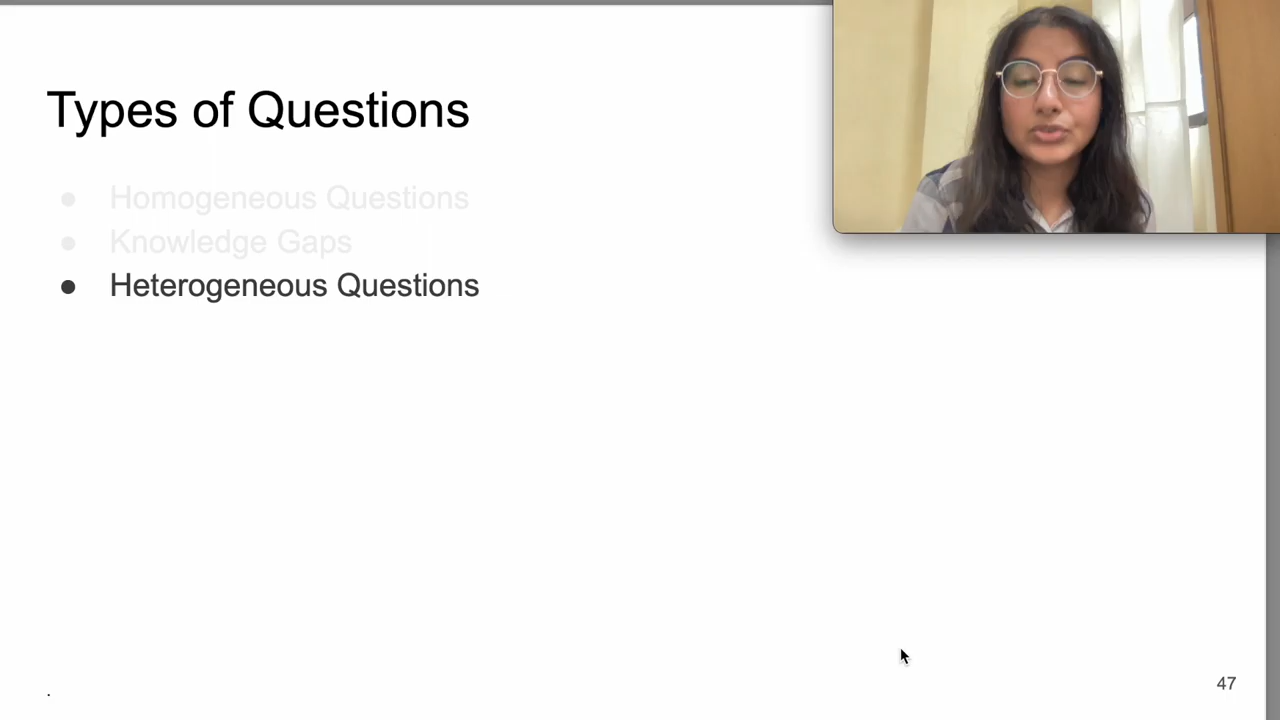 Types of Questions
● Homogeneous Questions
● Knowledge Gaps
● Heterogeneous Questions
.
47